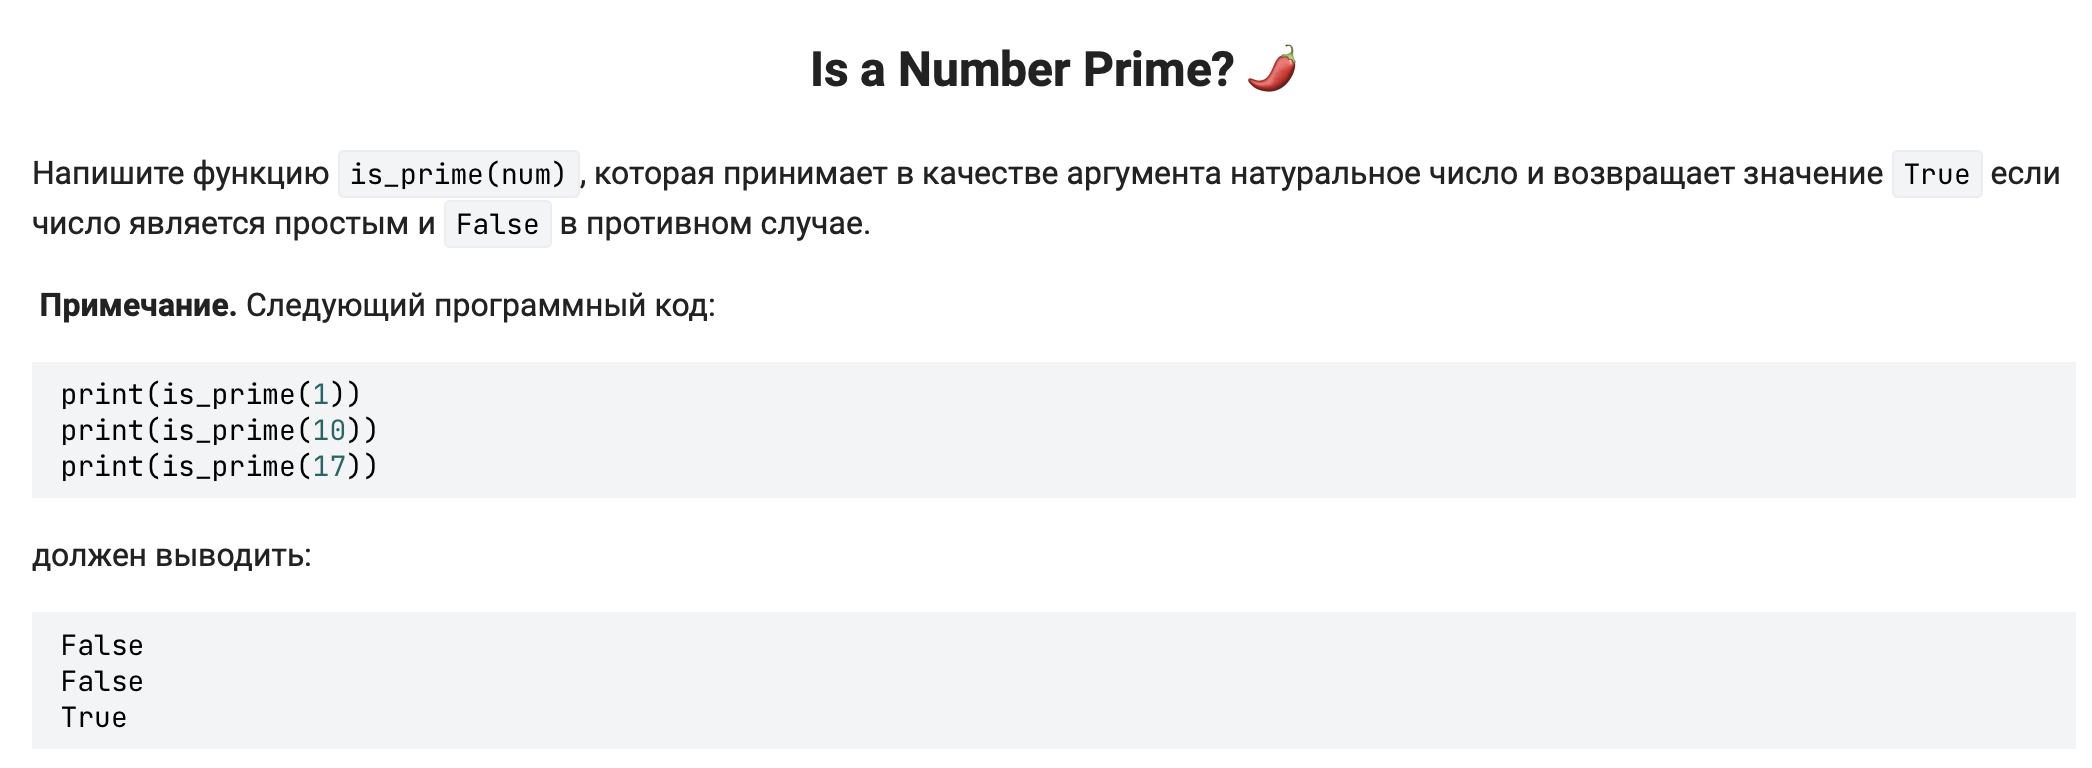 Is a Number Prime? 🌶️
Напишите функцию is_prime(num), которая принимает в качестве аргумента натуральное число и возвращает значение True если
число является простым и False в противном случае.
Примечание. Следующий программный код:
print(is_prime(1))
print(is_prime(10))
print(is_prime(17))
должен выводить:
False
False
True